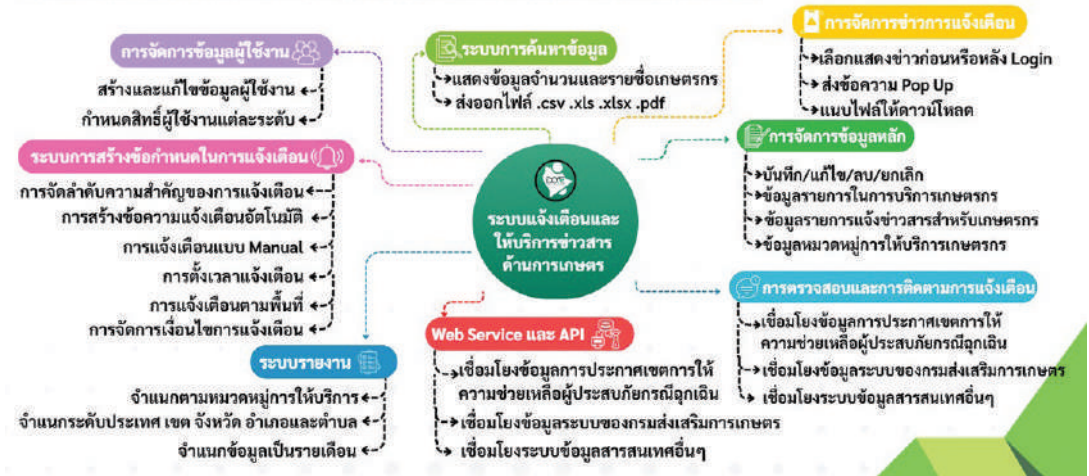 การจัดการข้อมูลผู้ใช้งาน
สร้างและแก้ไขข้อมูลผู้ใช้งาน
กำหนดสิทธิ์ผู้ใช้งานแต่ละระดับ
ระบบการค้นหาข้อมูล
แสดงข้อมูลจำนวนและรายชื่อเกษตรกร
ส่งออกไฟล์ .csv .xls .xlsx .pdf
การจัดการข่าวการแจ้งเตือน
เลือกแสดงข่าวก่อนหรือหลัง Login
ส่งข้อความ Pop Up
แนบไฟล์ให้ดาวน์โหลด
ระบบการสร้างข้อกำหนดในการแจ้งเตือน
การจัดลำดับความสำคัญของการแจ้งเตือน
การสร้างข้อความแจ้งเตือนอัตโนมัติ
การแจ้งเตือนแบบ Manual
การตั้งเวลาแจ้งเตือน
การแจ้งเตือนตามพื้นที่
การจัดการเงื่อนไขการแจ้งเตือน
ระบบแจ้งเตือนและ
ให้บริการข่าวสาร
ด้านการเกษตร
การจัดการข้อมูลหลัก
บันทึก/แก้ไข/ลบ/ยกเลิก
ข้อมูลรายการในการบริการเกษตรกร
ข้อมูลรายการแจ้งข่าวสารสำหรับเกษตรกร
ข้อมูลหมวดหมู่การให้บริการเกษตรกร
ระบบรายงาน
จำแนกตามหมวดหมู่การให้บริการ
จำแนกระดับประเทศ เขต จังหวัด อำเภอและตำบล
จำแนกข้อมูลเป็นรายเดือน
Web Service และ API
เชื่อมโยงข้อมูลการประกาศเขตการให้
ความช่วยเหลือผู้ประสบภัยกรณีฉุกเฉิน
เชื่อมโยงข้อมูลระบบของกรมส่งเสริมการเกษตร
เชื่อมโยงระบบข้อมูลสารสนเทศอื่นๆ
การตรวจสอบและการติดตามการแจ้งเตือน
เชื่อมโยงข้อมูลการประกาศเขตการให้
ความช่วยเหลือผู้ประสบภัยกรณีฉุกเฉิน
เชื่อมโยงข้อมูลระบบของกรมส่งเสริมการเกษตร
เชื่อมโยงระบบข้อมูลสารสนเทศอื่นๆ